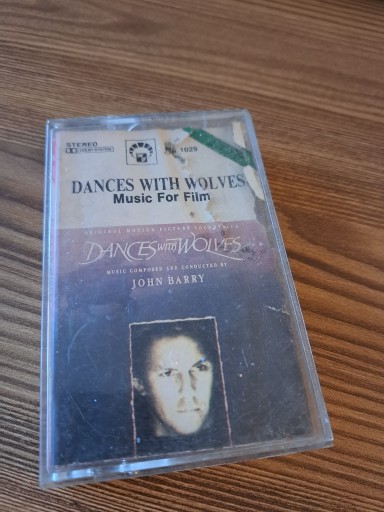 STEREO
1029
DANCES WITH WOLVES
Music For Film
ORIGINAL MOTION PICTURE SOUNDTRACK
DANCES WITH WOLVES
MUSIC COMPOSED AND CONDUCTED BY
JOHN BARRY